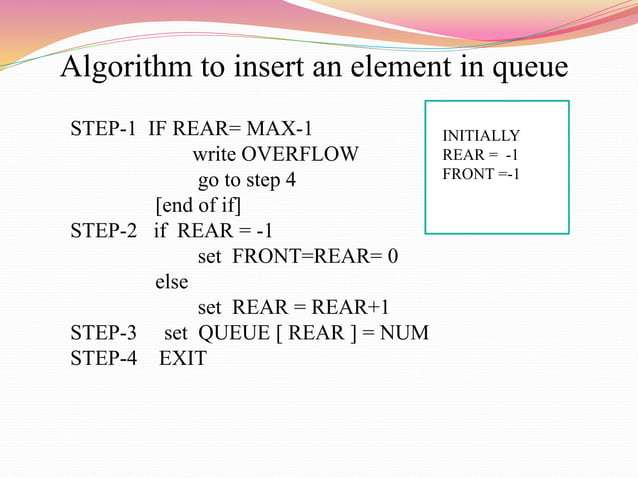 Algorithm to insert an element in queue
STEP-1 IF REAR= MAX-1
write OVERFLOW
go to step 4
[end of if]
STEP-2 if REAR = -1
set FRONT=REAR= 0
else
set REAR = REAR+1
STEP-3 set QUEUE [ REAR ] = NUM
STEP-4 EXIT
INITIALLY
REAR = -1
FRONT =-1